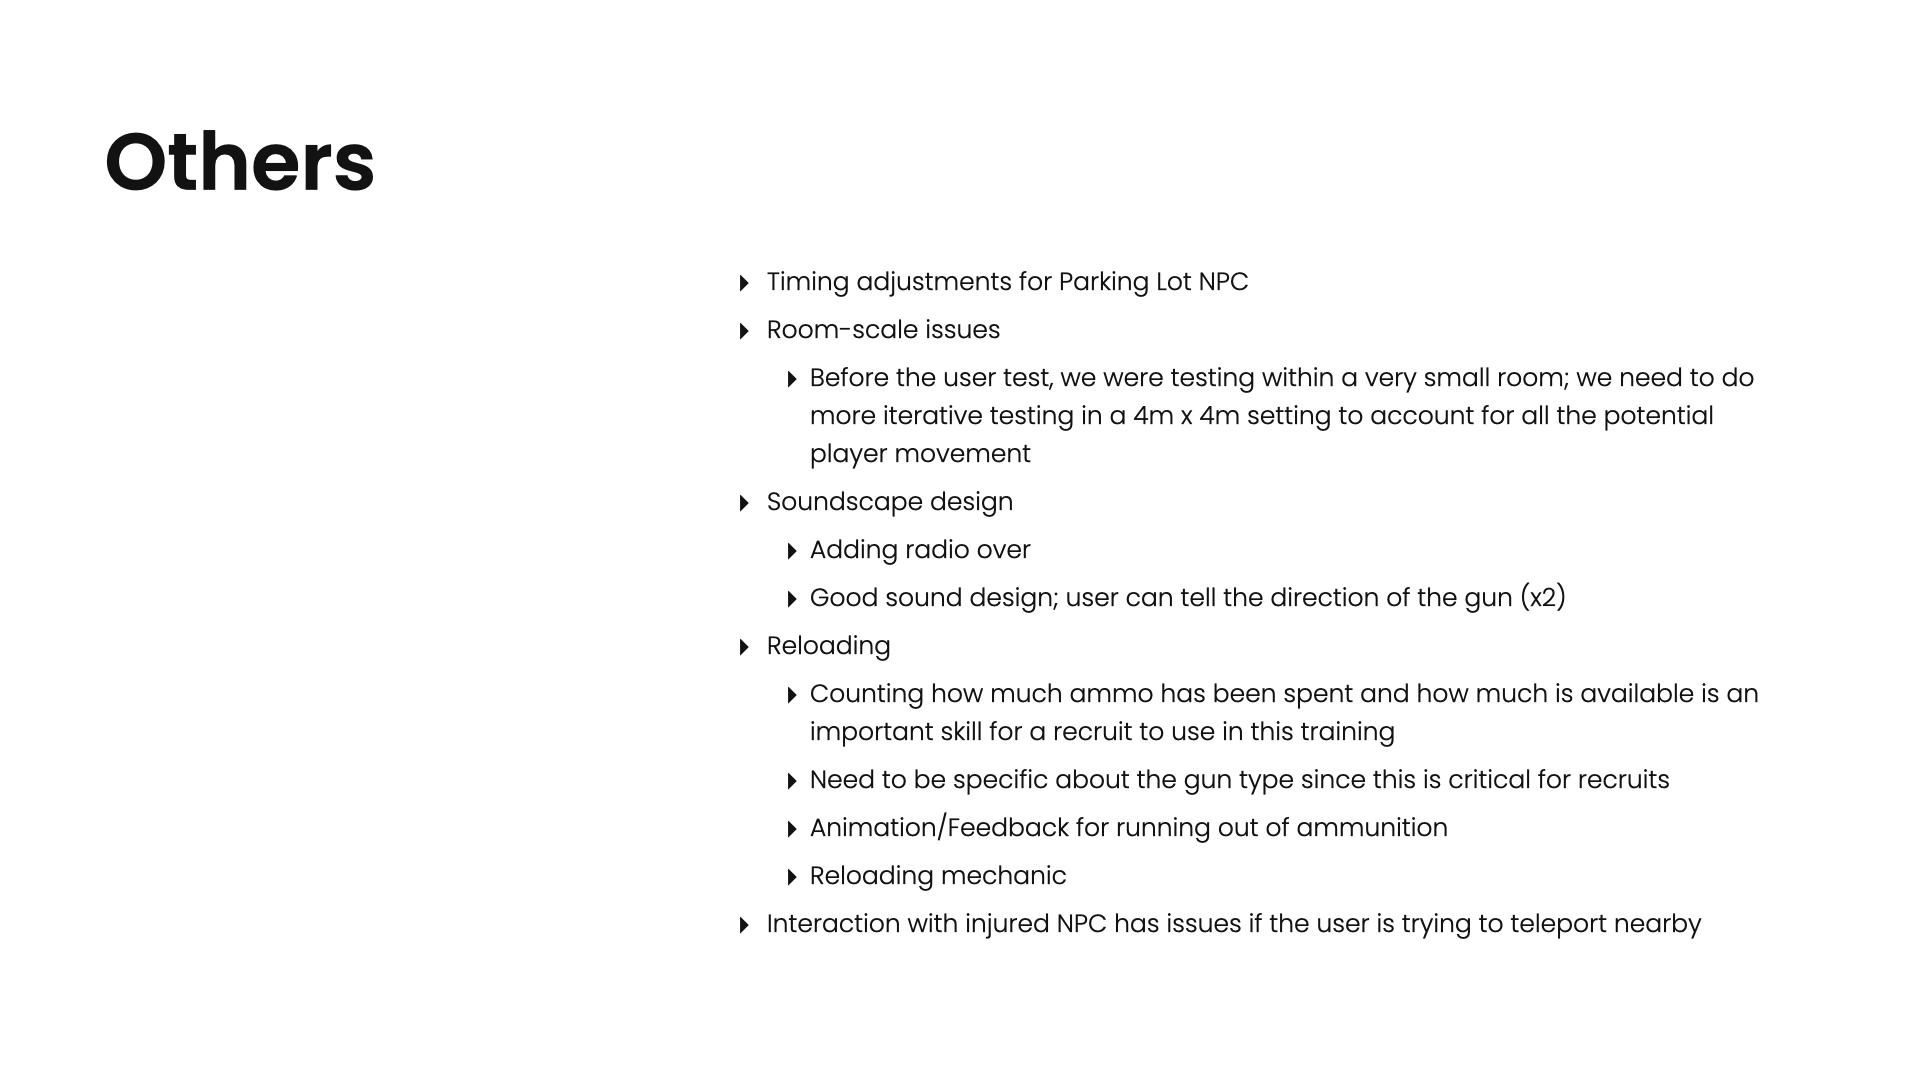 Others
Timing adjustments for Parking Lot NPC
Room-scale issues
Before the user test, we were testing within a very small room; we need to do
more iterative testing in a 4m x 4m setting to account for all the potential
player movement
Soundscape design
Adding radio over
Good sound design; user can tell the direction of the gun (x2)
Reloading
Counting how much ammo has been spent and how much is available is an
important skill for a recruit to use in this training
Need to be specific about the gun type since this is critical for recruits
Animation/Feedback for running out of ammunition
Reloading mechanic
Interaction with injured NPC has issues if the user is trying to teleport nearby